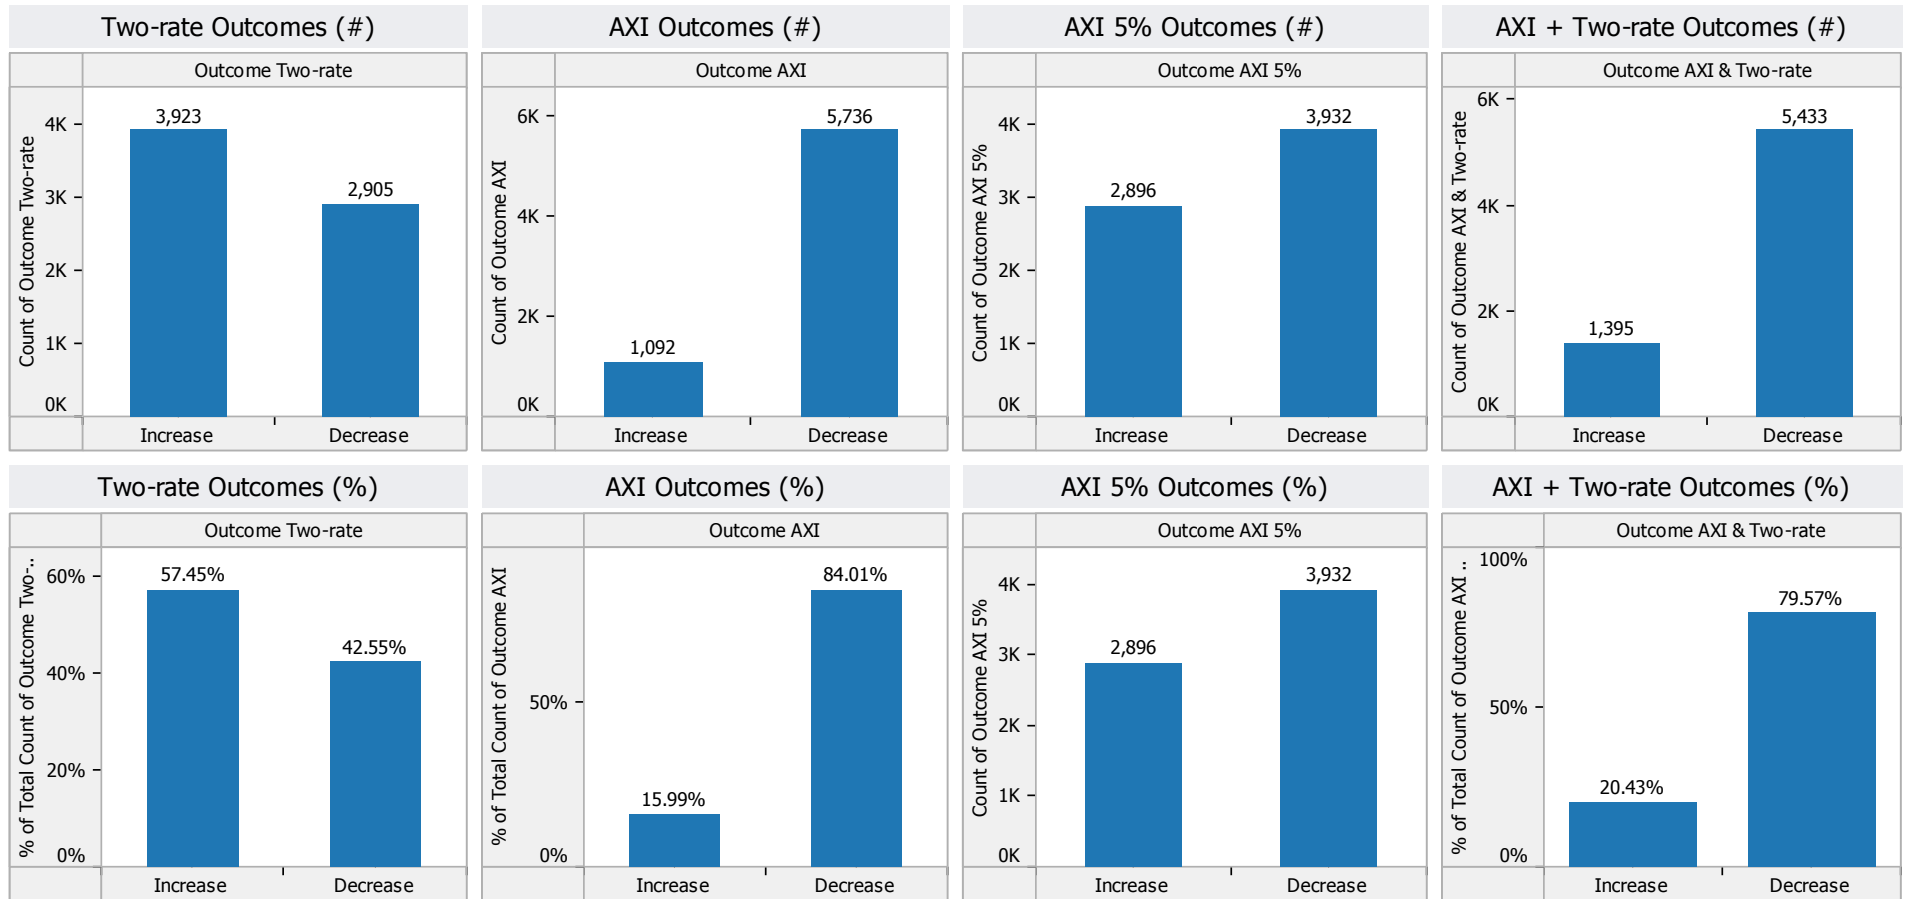 Two-rate Outcomes (#)
Outcome Two-rate
Count of Outcome Two-rate
4K
3K
2K
1K
0K
3,923
2,905
Increase
Decrease
AXI Outcomes (#)
Outcome AXI
Count of Outcome AXI
6K
4K
2K
0K
1,092
5,736
Increase
Decrease
AXI 5% Outcomes (#)
Outcome AXI 5%
Count of Outcome AXI 5%
4K
3K
2K
1K
0K
2,896
3,932
Increase
Decrease
AXI + Two-rate Outcomes (#)
Outcome AXI & Two-rate
Count of Outcome AXI & Two-rate
6K
4K
2K
0K
1,395
5,433
Increase
Decrease
Two-rate Outcomes (%)
Outcome Two-rate
% of Total Count of Outcome Two-..
60%
40%
20%
0%
57.45%
42.55%
Increase
Decrease
AXI Outcomes (%)
Outcome AXI
% of Total Count of Outcome AXI
50%
0%
15.99%
84.01%
Increase
Decrease
AXI 5% Outcomes (%)
Outcome AXI 5%
Count of Outcome AXI 5%
4K
3K
2K
1K
0K
2,896
3,932
Increase
Decrease
AXI + Two-rate Outcomes (%)
Outcome AXI & Two-rate
% of Total Count of Outcome AXI ..
100%
50%
0%
20.43%
79.57%
Increase
Decrease